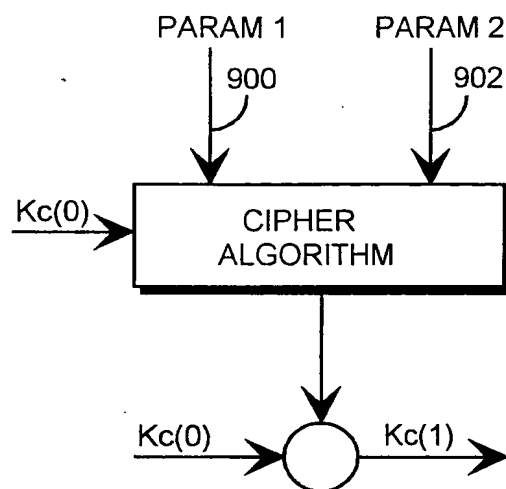 PARAM 1 PARAM 2
900 902
Kc(0)
CIPHER
ALGORITHM
Kc(0) Kc(1)